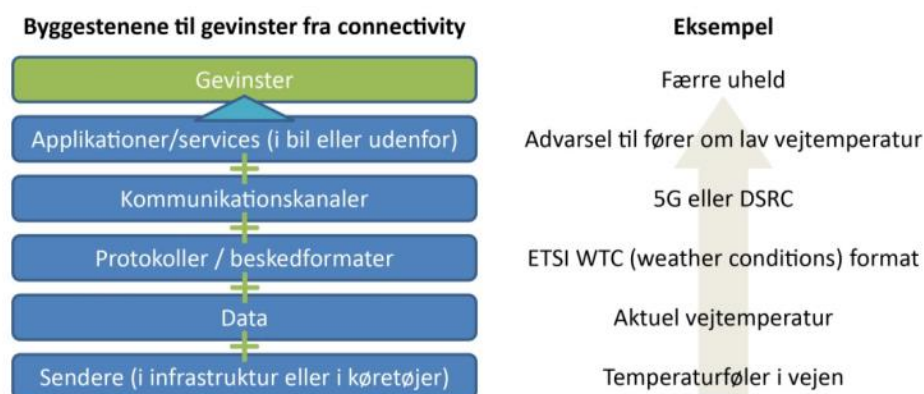 Byggestenene til gevinster fra connectivity
Eksempel
Gevinster
Færre uheld
Applikationer/services (i bil eller udenfor)
Advarsel til fører om lav vejtemperatur
Kommunikationskanaler
5G eller DSRC
Protokoller / beskedformater
ETSI WTC (weather conditions) format
Data
Aktuel vejtemperatur
Sendere (i infrastruktur eller i køretøjer)
Temperaturføler i vejen